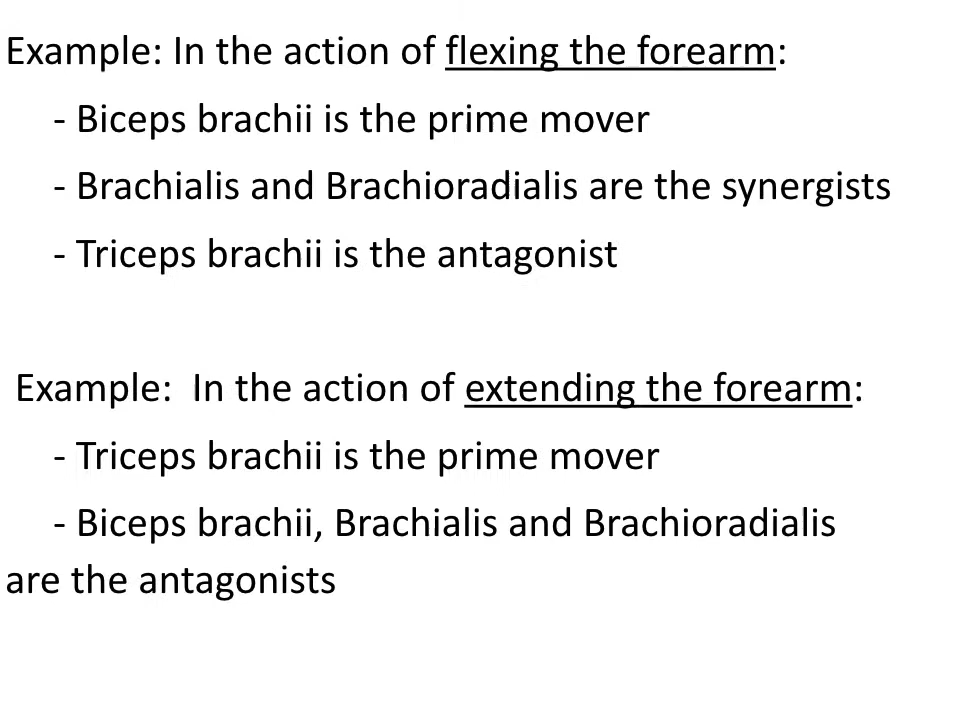 Example: In the action of flexing the forearm:
- Biceps brachii is the prime mover
- Brachialis and Brachioradialis are the synergists
- Triceps brachii is the antagonist
Example: In the action of extending the forearm:
- Triceps brachii is the prime mover
- Biceps brachii, Brachialis and Brachioradialis
are the antagonists